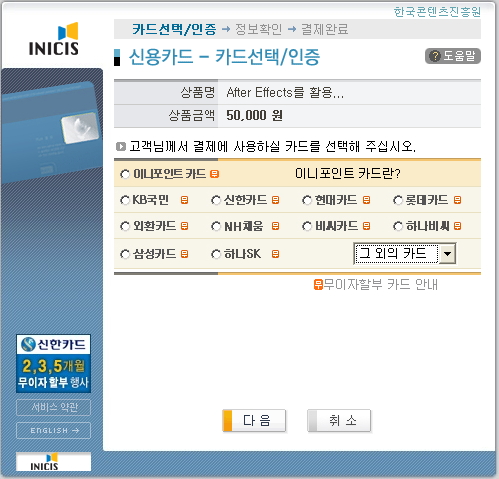 한국콘텐츠진흥원
INICIS
카드선택/인증 → 정보확인 → 결제완료
신용카드 - 카드선택/인증
? 도움말
상품명 After Effects를 활용...
상품금액 50,000 원
고객님께서 결제에 사용하실 카드를 선택해 주십시오.
이니포인트 카드 이니포인트 카드란?
KB국민 신한카드 현대카드 롯데카드
외환카드 NH채움 비씨카드 하나비씨
삼성카드 하나SK 그 외의 카드
무이자할부 카드 안내
신한카드
2,3,5개월
무이자 할부 행사
서비스 약관
ENGLISH →
다 음 취 소
INICIS